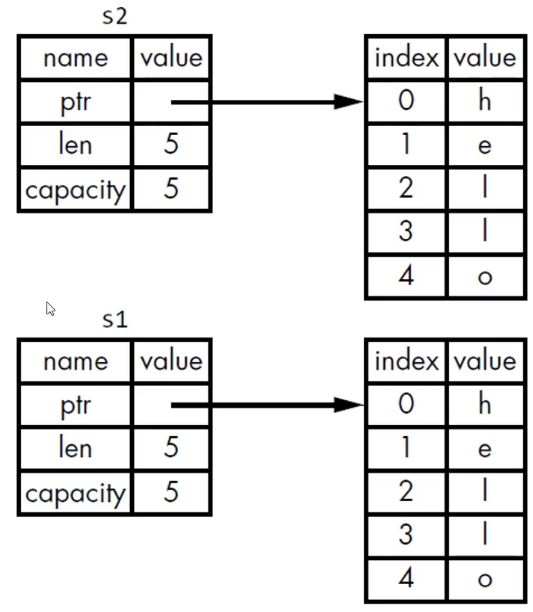 s2
name value index value
ptr 0 h
len 5 1 e
capacity 5 2 l
3 l
4 o
s1
name value index value
ptr 0 h
len 5 1 e
capacity 5 2 l
3 l
4 o